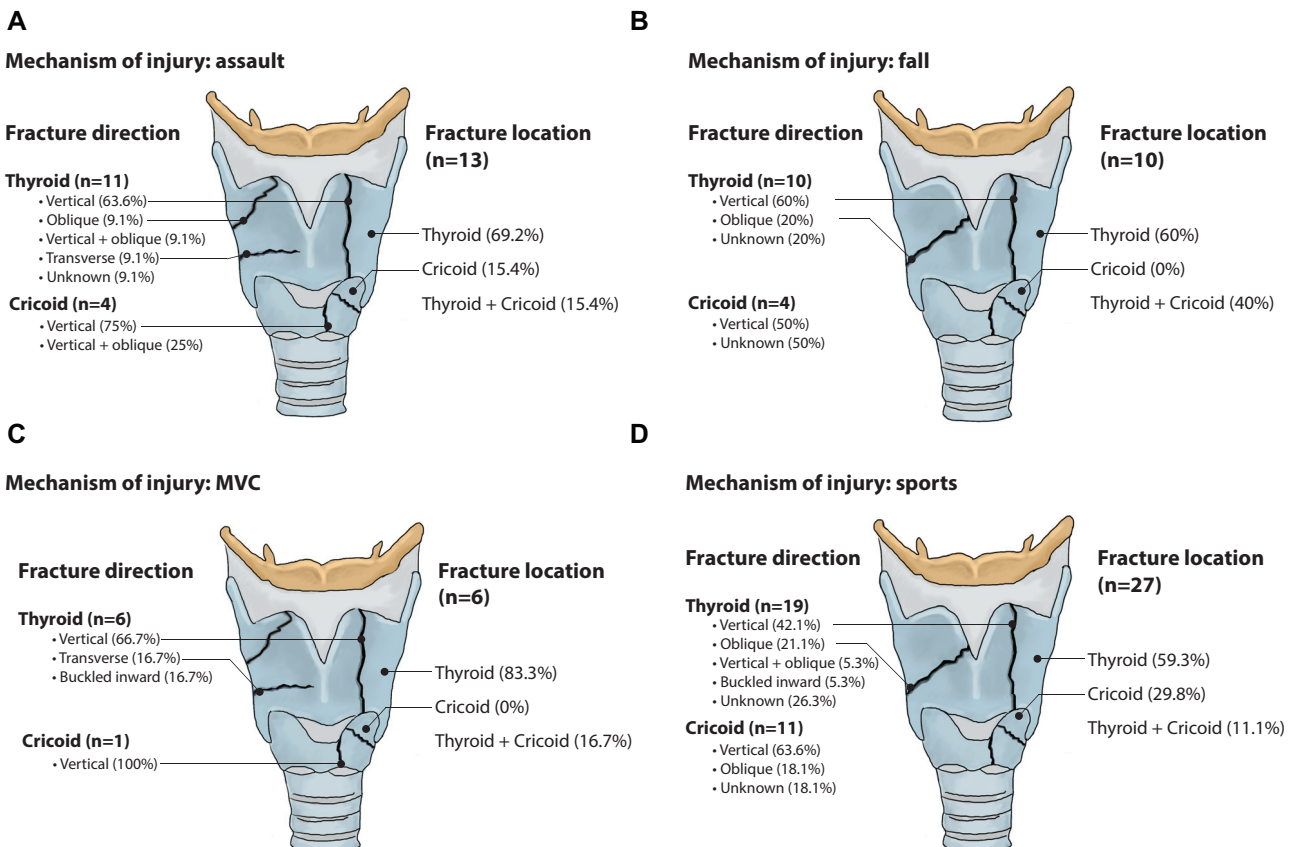 A
Mechanism of injury: assault
Fracture direction
Thyroid (n=11)
• Vertical (63.6%)
• Oblique (9.1%)
• Vertical + oblique (9.1%)
• Transverse (9.1%)
• Unknown (9.1%)
Cricoid (n=4)
• Vertical (75%)
• Vertical + oblique (25%)
Fracture location
(n=13)
Thyroid (69.2%)
Cricoid (15.4%)
Thyroid + Cricoid (15.4%)
B
Mechanism of injury: fall
Fracture direction
Thyroid (n=10)
• Vertical (60%)
• Oblique (20%)
• Unknown (20%)
Cricoid (n=4)
• Vertical (50%)
• Unknown (50%)
Fracture location
(n=10)
Thyroid (60%)
Cricoid (0%)
Thyroid + Cricoid (40%)
C
Mechanism of injury: MVC
Fracture direction
Thyroid (n=6)
• Vertical (66.7%)
• Transverse (16.7%)
• Buckled inward (16.7%)
Cricoid (n=1)
• Vertical (100%)
Fracture location
(n=6)
Thyroid (83.3%)
Cricoid (0%)
Thyroid + Cricoid (16.7%)
D
Mechanism of injury: sports
Fracture direction
Thyroid (n=19)
• Vertical (42.1%)
• Oblique (21.1%)
• Vertical + oblique (5.3%)
• Buckled inward (5.3%)
• Unknown (26.3%)
Cricoid (n=11)
• Vertical (63.6%)
• Oblique (18.1%)
• Unknown (18.1%)
Fracture location
(n=27)
Thyroid (59.3%)
Cricoid (29.8%)
Thyroid + Cricoid (11.1%)